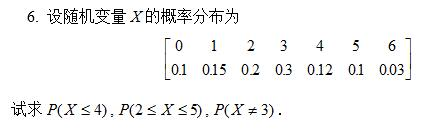 6. 设随机变量 X 的概率分布为
0 1 2 3 4 5 6
0.1 0.15 0.2 0.3 0.12 0.1 0.03
试求 P(X ≤ 4) , P(2 ≤ X ≤ 5) , P(X ≠ 3) .